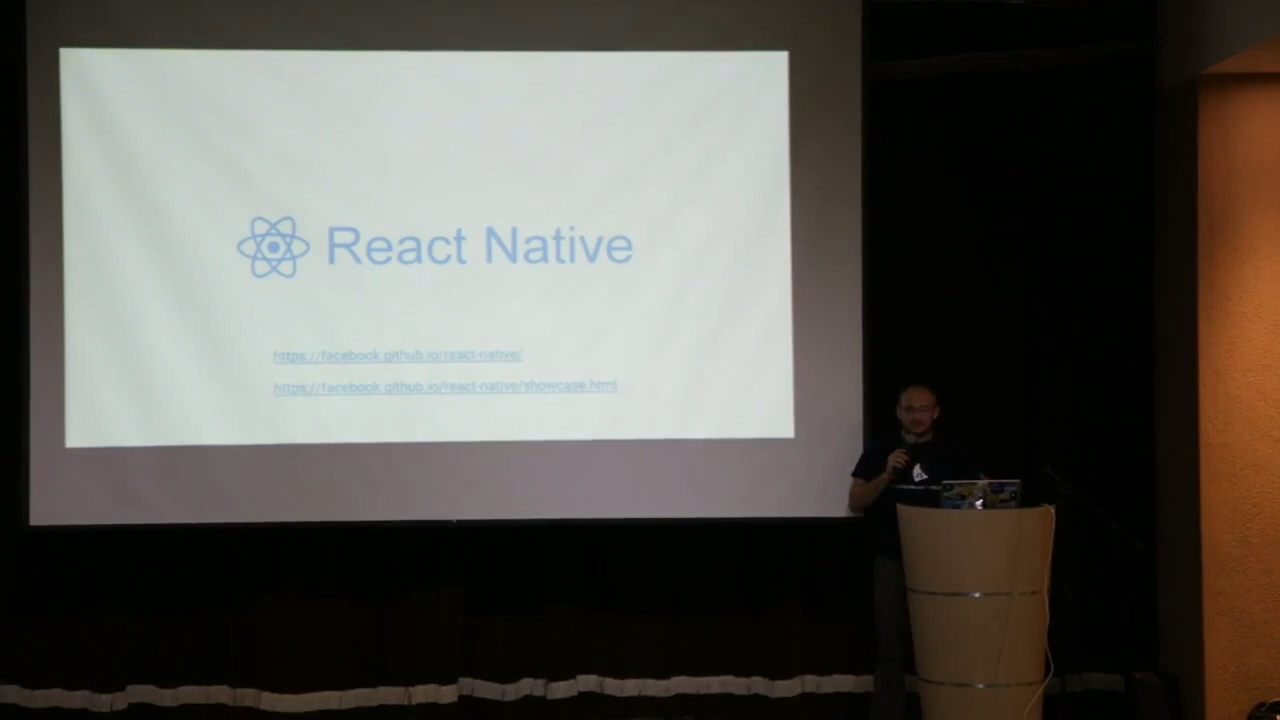 React Native
https://facebook.github.io/react-native/
https://facebook.github.io/react-native/showcase.html